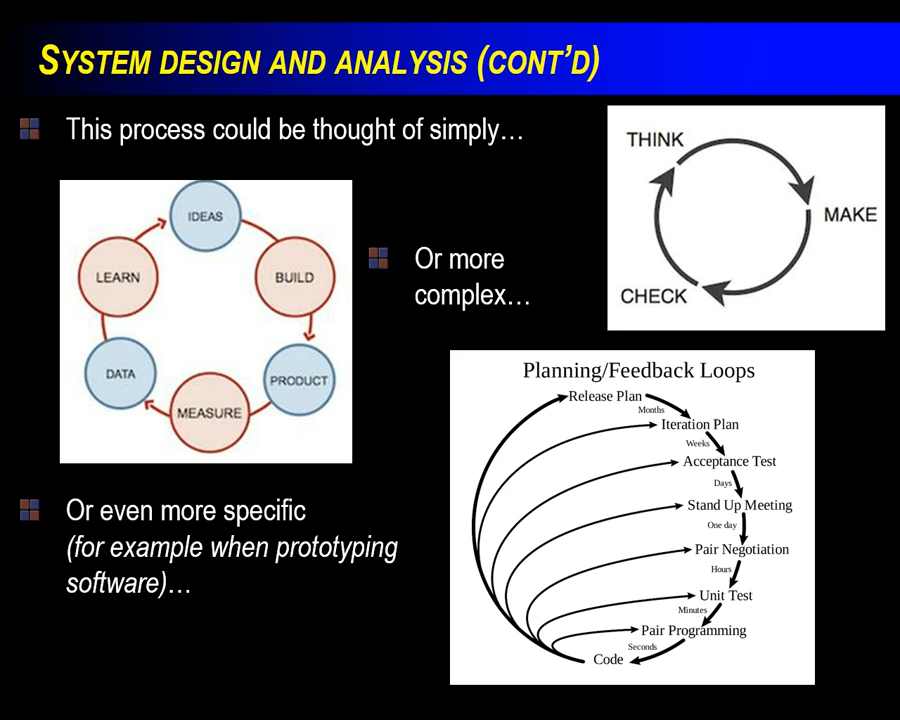 SYSTEM DESIGN AND ANALYSIS (CONT'D)
This process could be thought of simply…
THINK
MAKE
CHECK
IDEAS
BUILD
PRODUCT
MEASURE
DATA
LEARN
Or more
complex…
Planning/Feedback Loops
Release Plan
Months
Iteration Plan
Weeks
Acceptance Test
Days
Stand Up Meeting
One day
Pair Negotiation
Hours
Unit Test
Minutes
Pair Programming
Seconds
Code
Or even more specific
(for example when prototyping
software)…